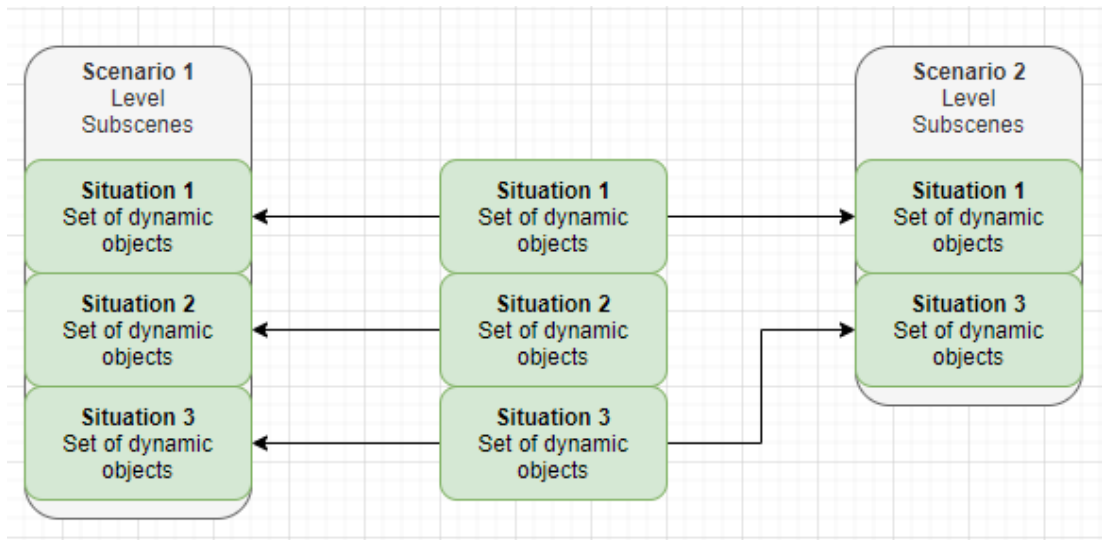 Scenario 1
Level
Subscenes
Situation 1
Set of dynamic
objects
Situation 2
Set of dynamic
objects
Situation 3
Set of dynamic
objects
Situation 1
Set of dynamic
objects
Situation 2
Set of dynamic
objects
Situation 3
Set of dynamic
objects
Scenario 2
Level
Subscenes
Situation 1
Set of dynamic
objects
Situation 3
Set of dynamic
objects